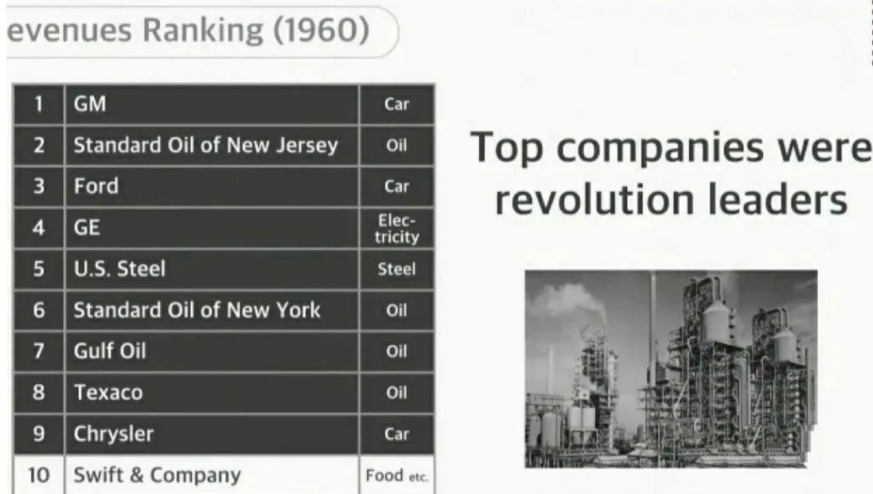 evenues Ranking (1960)
1 GM Car
2 Standard Oil of New Jersey Oil
3 Ford Car
4 GE Elec-
tricity
5 U.S. Steel Steel
6 Standard Oil of New York Oil
7 Gulf Oil Oil
8 Texaco Oil
9 Chrysler Car
10 Swift & Company Food etc.
Top companies were
revolution leaders